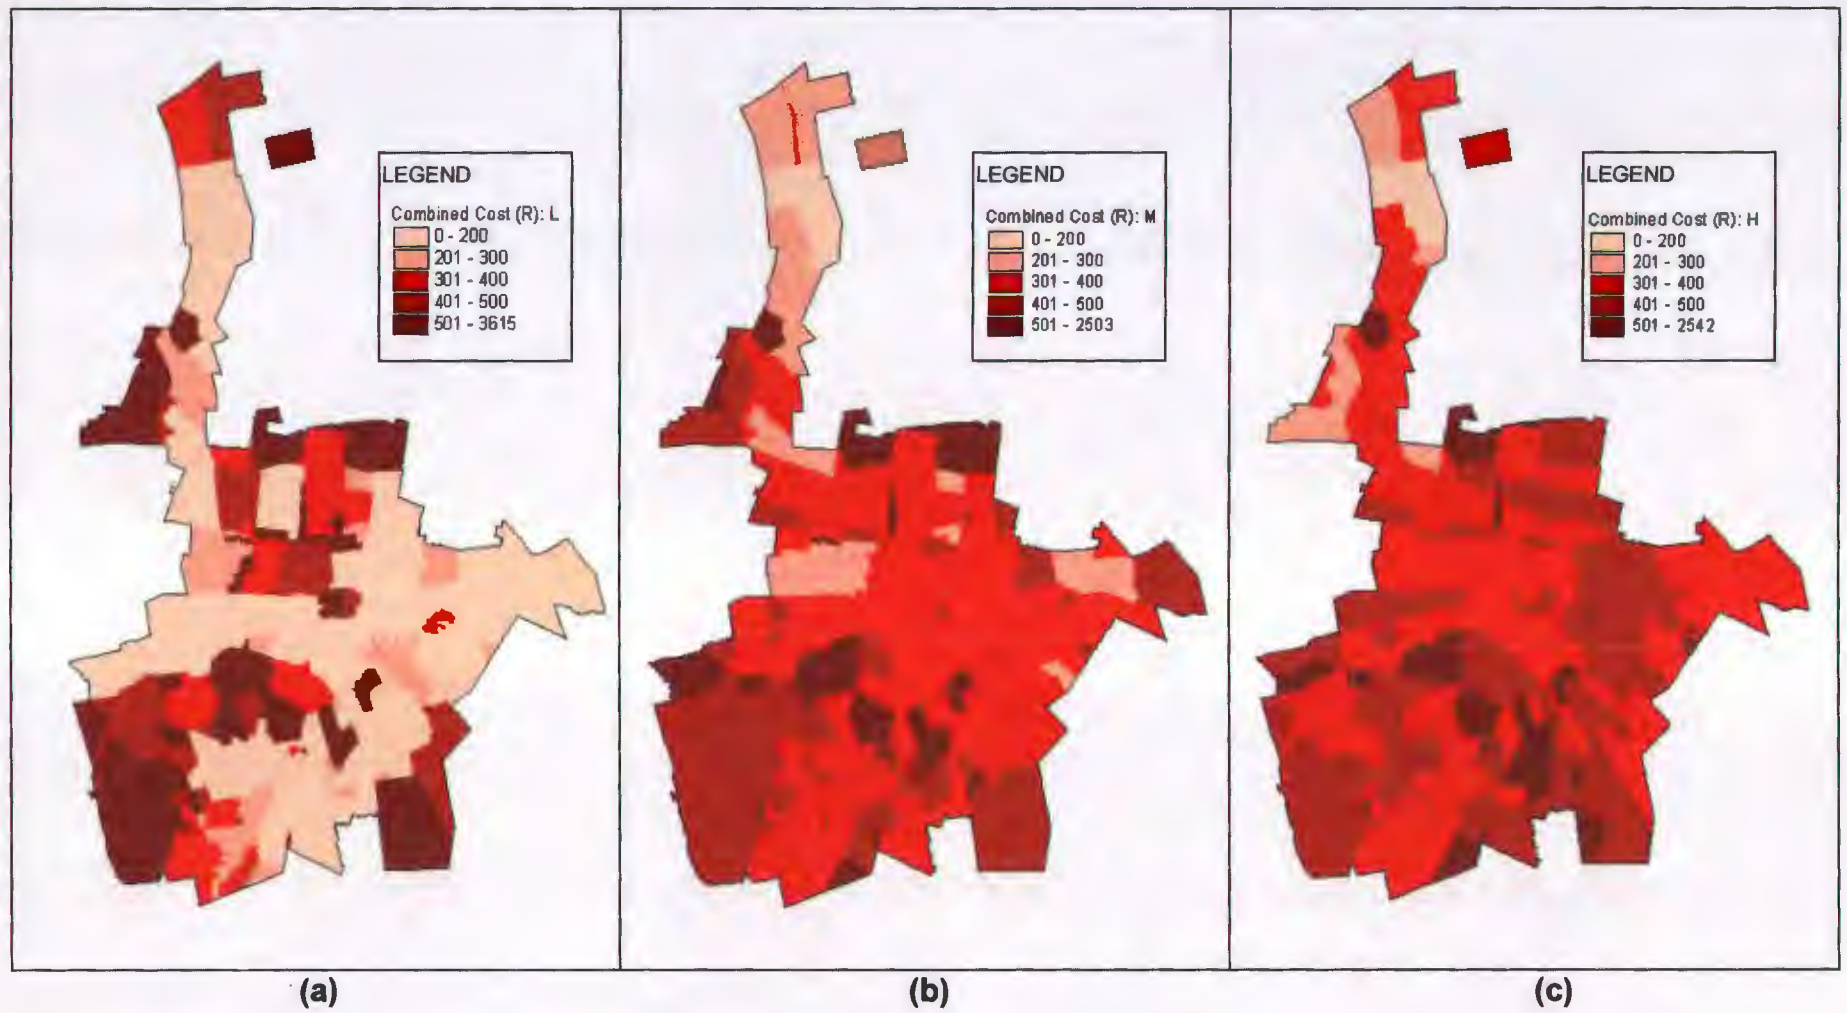 LEGEND
Combined Cost (R): L
0 - 200
201 - 300
301 - 400
401 - 500
501 - 3615
LEGEND
Combined Cost (R): M
0 - 200
201 - 300
301 - 400
401 - 500
501 - 2503
LEGEND
Combined Cost (R): H
0 - 200
201 - 300
301 - 400
401 - 500
501 - 2542
(a)
(b)
(c)